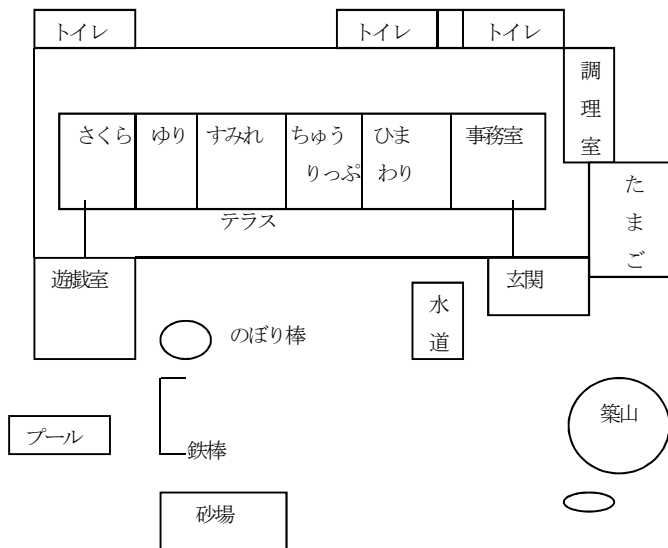 トイレ
トイレ
トイレ
調理室
さくら
ゆり
すみれ
ちゅう
りっぷ
ひま
わり
事務室
たまご
テラス
遊戯室
玄関
水道
のぼり棒
築山
プール
鉄棒
砂場